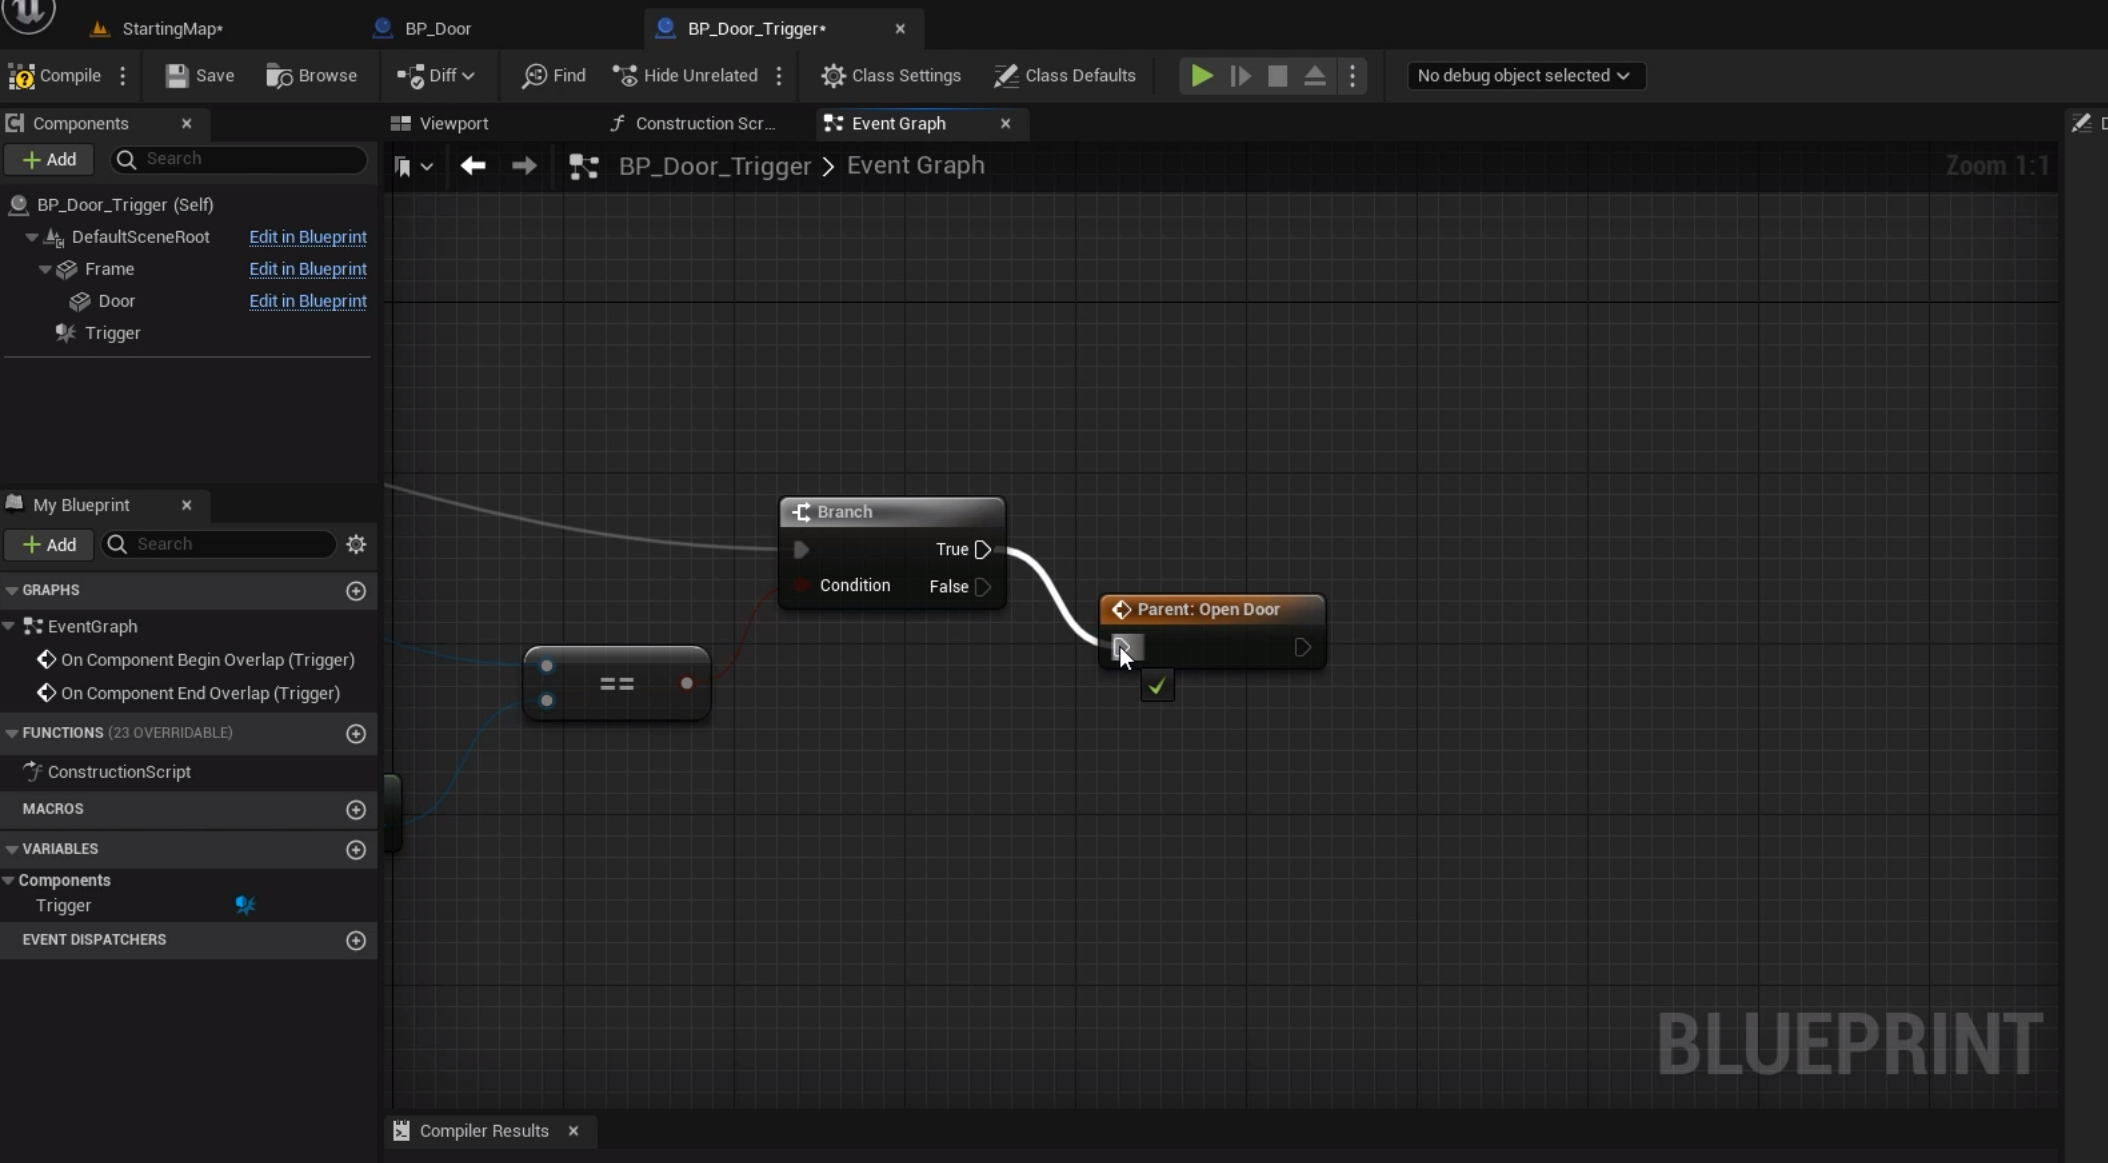 StartingMap*
BP_Door
BP_Door_Trigger*
Compile
Save
Browse
Diff
Find
Hide Unrelated
Class Settings
Class Defaults
No debug object selected
Components
Viewport
Construction Scr...
Event Graph
D
Add
Search
BP_Door_Trigger > Event Graph
Zoom 1:1
BP_Door_Trigger (Self)
DefaultSceneRoot Edit in Blueprint
Frame Edit in Blueprint
Door Edit in Blueprint
Trigger
My Blueprint
Add
Search
GRAPHS
EventGraph
On Component Begin Overlap (Trigger)
On Component End Overlap (Trigger)
FUNCTIONS (23 OVERRIDABLE)
ConstructionScript
MACROS
VARIABLES
Components
Trigger
EVENT DISPATCHERS
Branch
True
Condition False
==
Parent: Open Door
BLUEPRINT
Compiler Results